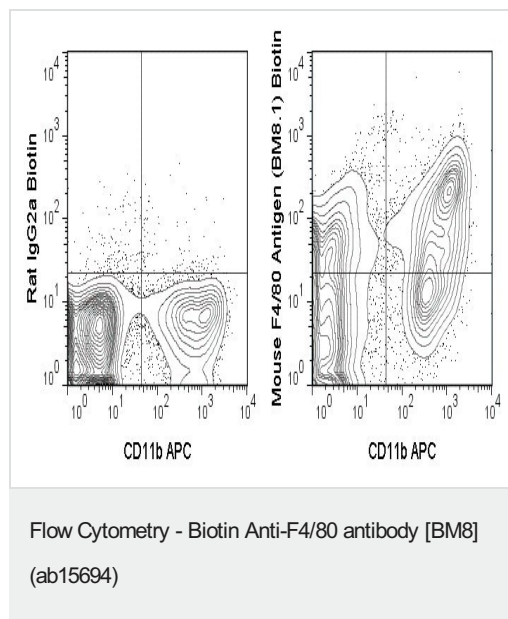 Rat IgG2a Biotin
10^4
10^3
10^2
10^1
10^0
10^0 10^1 10^2 10^3 10^4
CD11b APC
Mouse F4/80 Antigen (BM8.1) Biotin
10^4
10^3
10^2
10^1
10^0
10^0 10^1 10^2 10^3 10^4
CD11b APC
Flow Cytometry - Biotin Anti-F4/80 antibody [BM8]
(ab15694)